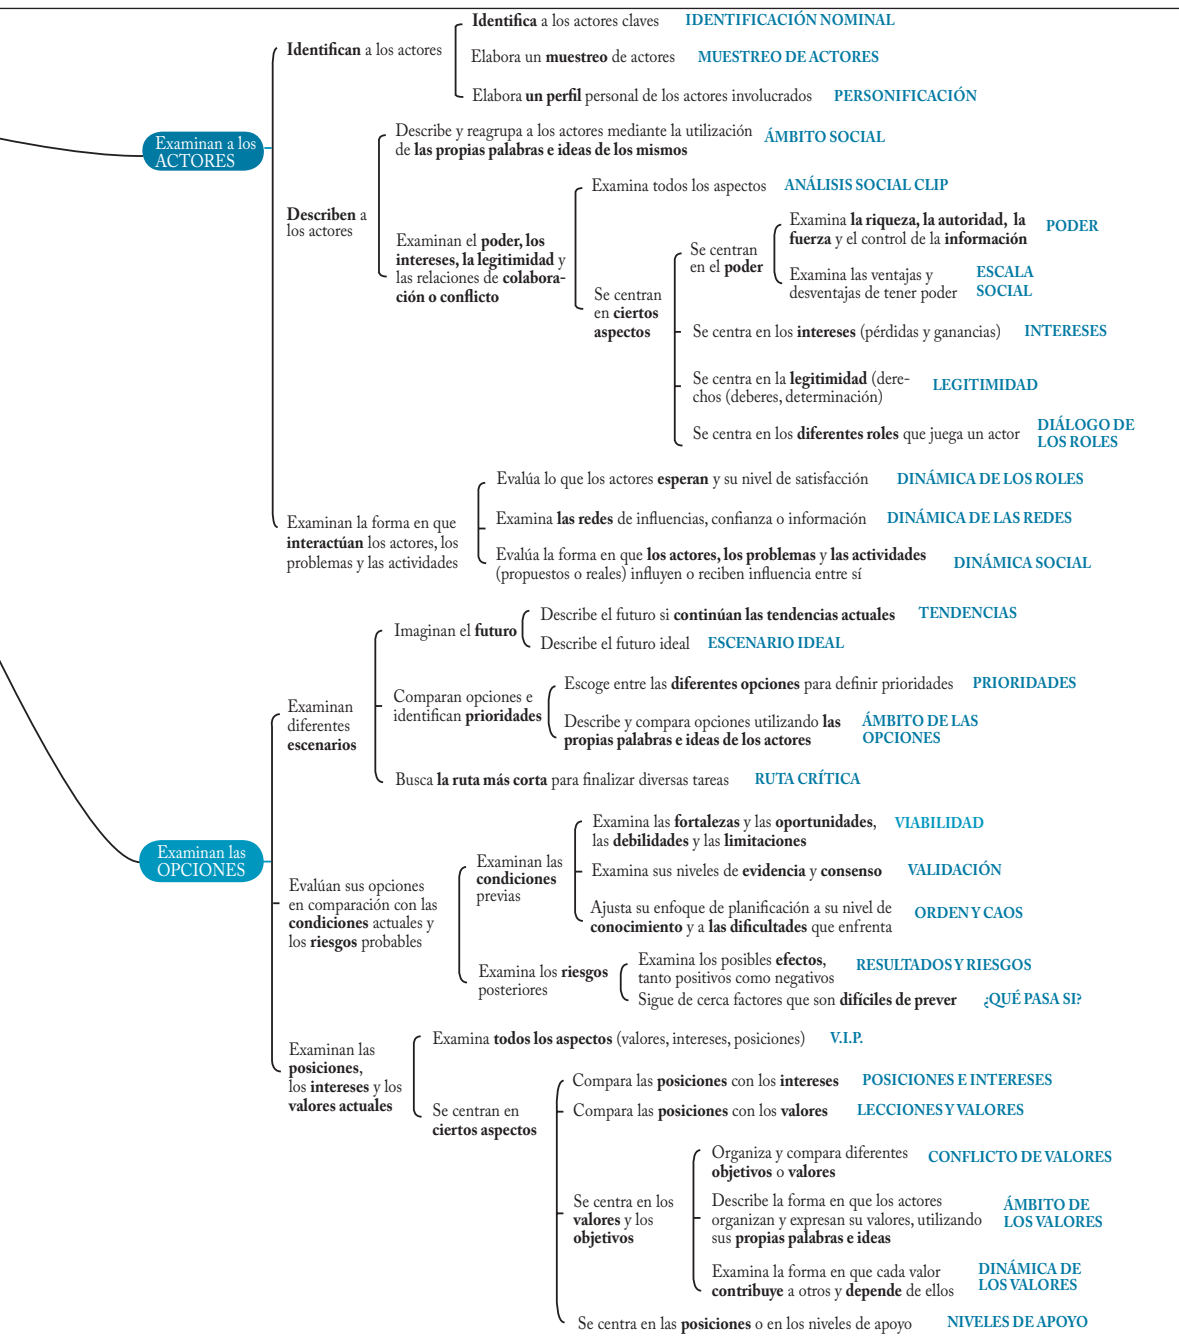 Examinan a los
ACTORES
Identifican a los actores
Identifica a los actores claves IDENTIFICACIÓN NOMINAL
Elabora un muestreo de actores MUESTREO DE ACTORES
Elabora un perfil personal de los actores involucrados PERSONIFICACIÓN
Describen a
los actores
Describe y reagrupa a los actores mediante la utilización
de las propias palabras e ideas de los mismos
ÁMBITO SOCIAL
Examinan el poder, los
intereses, la legitimidad y
las relaciones de colabora-
ción o conflicto
Examina todos los aspectos ANÁLISIS SOCIAL CLIP
Se centran
en ciertos
aspectos
Se centran
en el poder
Examina la riqueza, la autoridad, la
fuerza y el control de la información
PODER
Examina las ventajas y
desventajas de tener poder
ESCALA
SOCIAL
Se centra en los intereses (pérdidas y ganancias) INTERESES
Se centra en la legitimidad (dere-
chos (deberes, determinación)
LEGITIMIDAD
Se centra en los diferentes roles que juega un actor
DIÁLOGO DE
LOS ROLES
Examinan la forma en que
interactúan los actores, los
problemas y las actividades
Evalúa lo que los actores esperan y su nivel de satisfacción DINÁMICA DE LOS ROLES
Examina las redes de influencias, confianza o información DINÁMICA DE LAS REDES
Evalúa la forma en que los actores, los problemas y las actividades
(propuestos o reales) influyen o reciben influencia entre sí
DINÁMICA SOCIAL
Examinan las
OPCIONES
Examinan
diferentes
escenarios
Imaginan el futuro
Describe el futuro si continúan las tendencias actuales TENDENCIAS
Describe el futuro ideal ESCENARIO IDEAL
Comparan opciones e
identifican prioridades
Escoge entre las diferentes opciones para definir prioridades PRIORIDADES
Describe y compara opciones utilizando las
propias palabras e ideas de los actores
ÁMBITO DE LAS
OPCIONES
Busca la ruta más corta para finalizar diversas tareas RUTA CRÍTICA
Evalúan sus opciones
en comparación con las
condiciones actuales y
los riesgos probables
Examinan las
condiciones
previas
Examina las fortalezas y las oportunidades,
las debilidades y las limitaciones
VIABILIDAD
Examina sus niveles de evidencia y consenso VALIDACIÓN
Ajusta su enfoque de planificación a su nivel de
conocimiento y a las dificultades que enfrenta
ORDEN Y CAOS
Examina los riesgos
posteriores
Examina los posibles efectos,
tanto positivos como negativos
RESULTADOS Y RIESGOS
Sigue de cerca factores que son difíciles de prever ¿QUÉ PASA SI?
Examinan las
posiciones,
los intereses y los
valores actuales
Examina todos los aspectos (valores, intereses, posiciones) V.I.P.
Se centran en
ciertos aspectos
Compara las posiciones con los intereses POSICIONES E INTERESES
Compara las posiciones con los valores LECCIONES Y VALORES
Se centra en los
valores y los
objetivos
Organiza y compara diferentes
objetivos o valores
CONFLICTO DE VALORES
Describe la forma en que los actores
organizan y expresan su valores, utilizando
sus propias palabras e ideas
ÁMBITO DE
LOS VALORES
Examina la forma en que cada valor
contribuye a otros y depende de ellos
DINÁMICA DE
LOS VALORES
Se centra en las posiciones o en los niveles de apoyo NIVELES DE APOYO